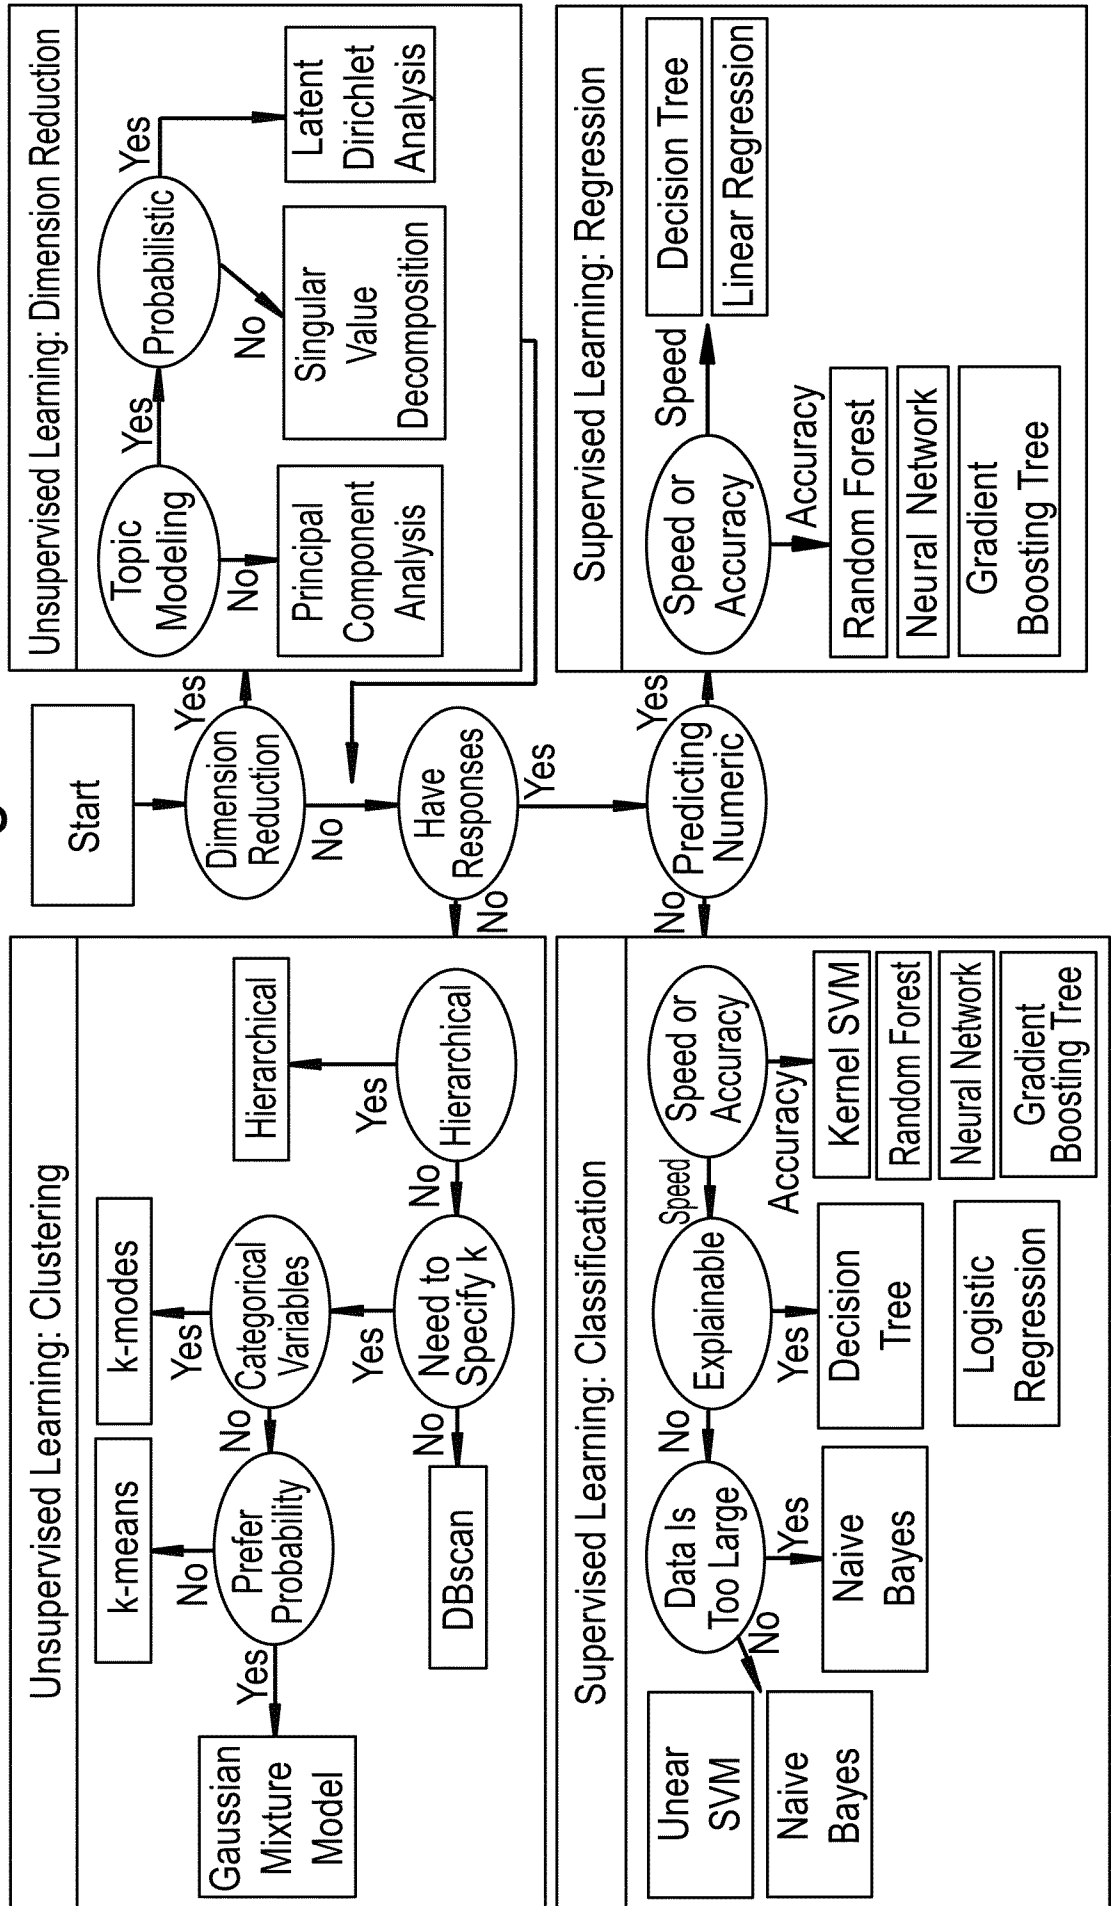 Unsupervised Learning: Clustering
Gaussian
Mixture
Model
Yes
Prefer
Probability
No
k-means
No
Categorical
Variables
Yes
k-modes
Yes
Need to
Specify k
No
DBscan
No
Hierarchical
Yes
Hierarchical
No
Start
Dimension
Reduction
Yes
No
Have
Responses
Yes
Predicting
Numeric
No
Yes
Unsupervised Learning: Dimension Reduction
Topic
Modeling
Yes
No
Principal
Component
Analysis
Probabilistic
Yes
No
Singular
Value
Decomposition
Latent
Dirichlet
Analysis
Supervised Learning: Classification
Unear
SVM
Naive
Bayes
No
Data Is
Too Large
Yes
Naive
Bayes
No
Explainable
Yes
Decision
Tree
Logistic
Regression
Speed
Speed or
Accuracy
Accuracy
Kernel SVM
Random Forest
Neural Network
Gradient
Boosting Tree
Supervised Learning: Regression
Speed or
Accuracy
Speed
Decision Tree
Linear Regression
Accuracy
Random Forest
Neural Network
Gradient
Boosting Tree